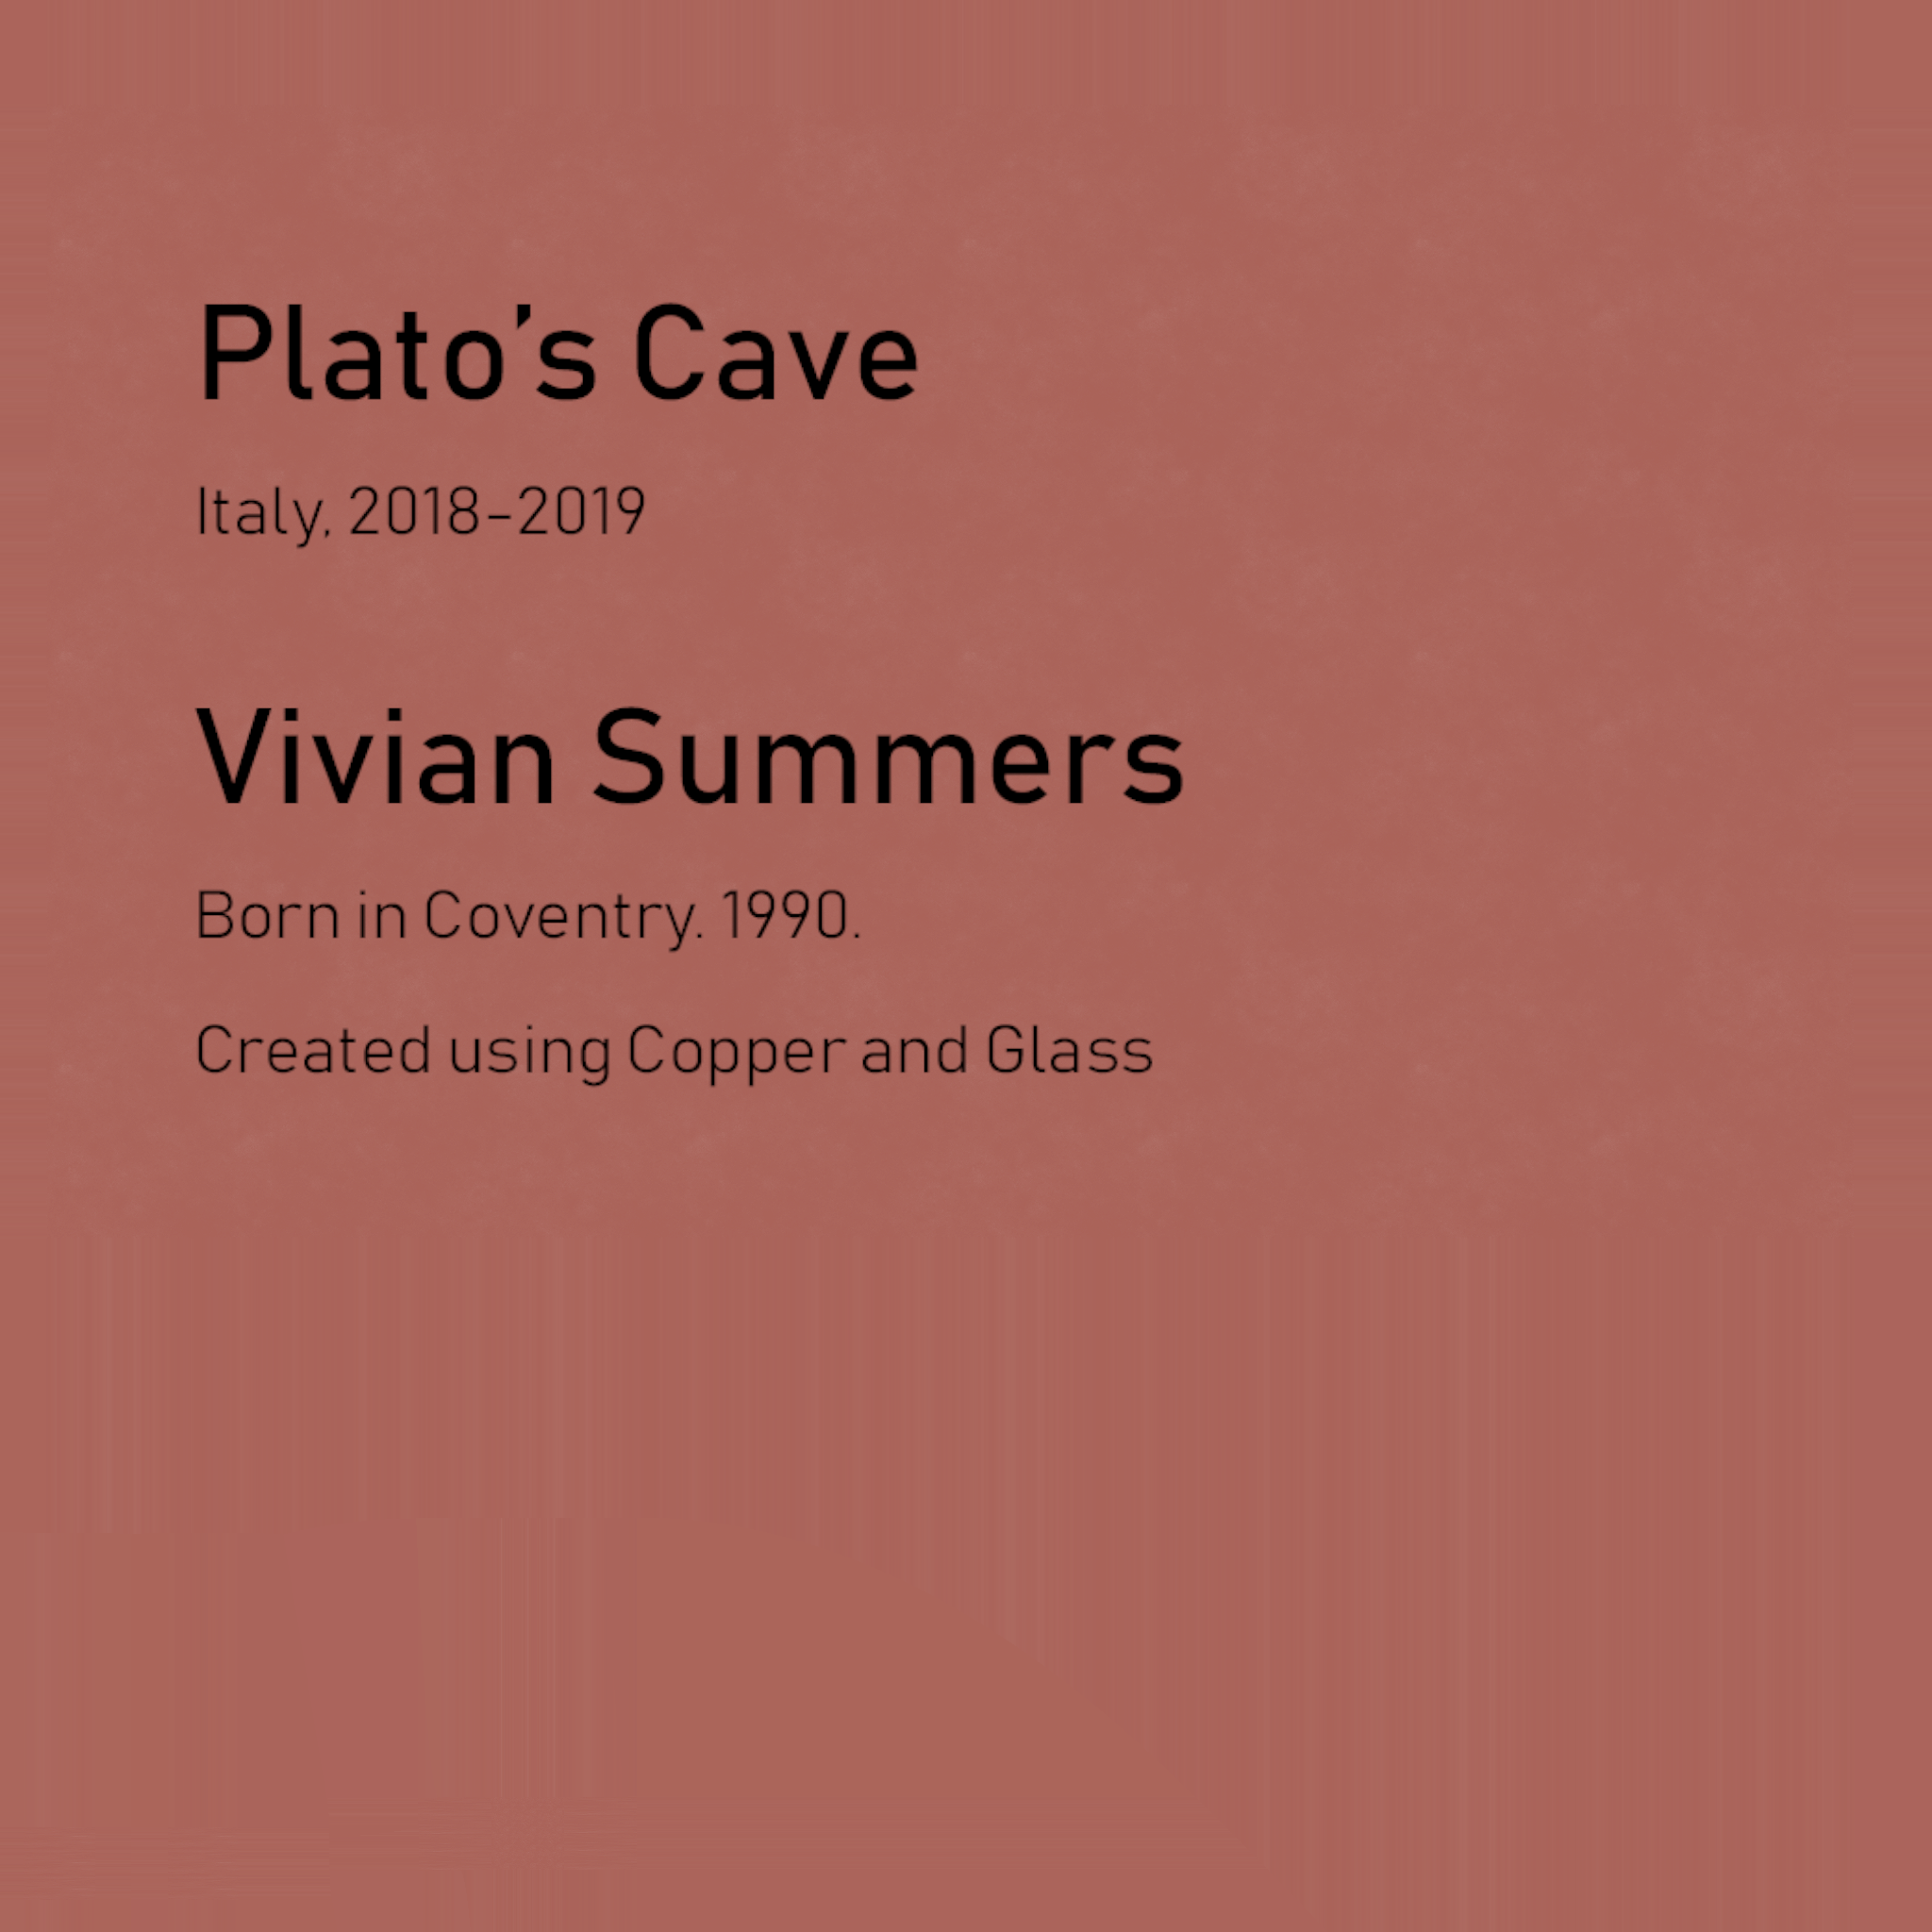 Plato’s Cave
Italy, 2018-2019
Vivian Summers
Born in Coventry. 1990.
Created using Copper and Glass